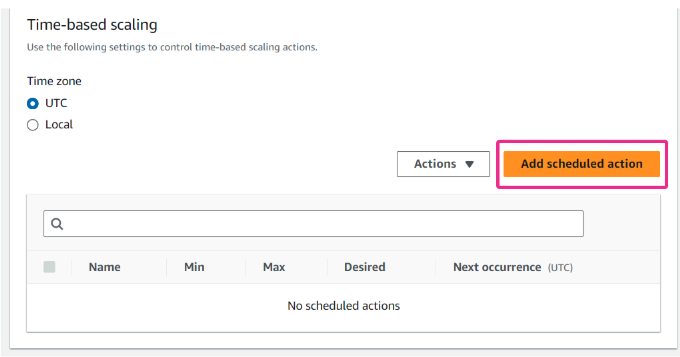 Time-based scaling
Use the following settings to control time-based scaling actions.
Time zone
UTC
Local
Actions
Add scheduled action
Name Min Max Desired Next occurrence (UTC)
No scheduled actions